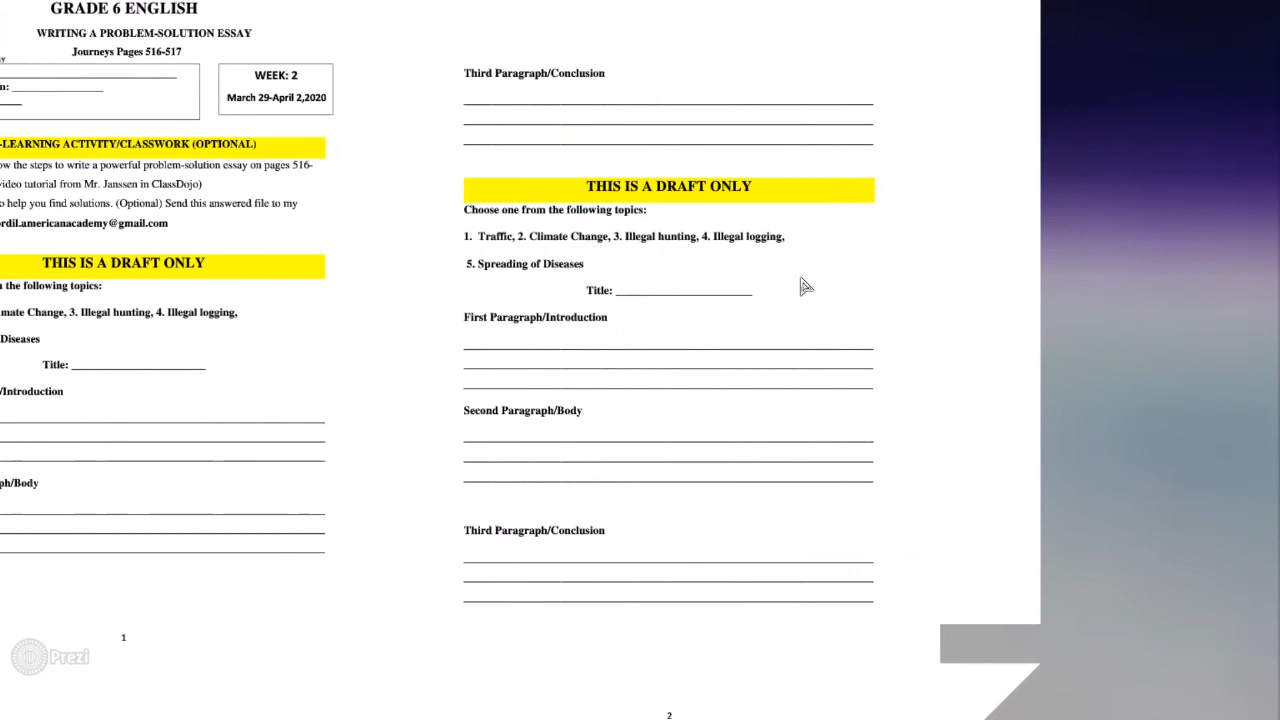 GRADE 6 ENGLISH
WRITING A PROBLEM-SOLUTION ESSAY
Journeys Pages 516-517
WEEK: 2
March 29-April 2,2020
-LEARNING ACTIVITY/CLASSWORK (OPTIONAL)
ow the steps to write a powerful problem-solution essay on pages 516-
video tutorial from Mr. Janssen in ClassDojo)
o help you find solutions. (Optional) Send this answered file to my
ordil.americanacademy@gmail.com
THIS IS A DRAFT ONLY
n the following topics:
mate Change, 3. Illegal hunting, 4. Illegal logging,
Diseases
Title: 
/Introduction
ph/Body
1
Prezi
Third Paragraph/Conclusion
THIS IS A DRAFT ONLY
Choose one from the following topics:
1. Traffic, 2. Climate Change, 3. Illegal hunting, 4. Illegal logging,
5. Spreading of Diseases
Title: 
First Paragraph/Introduction
Second Paragraph/Body
Third Paragraph/Conclusion
2